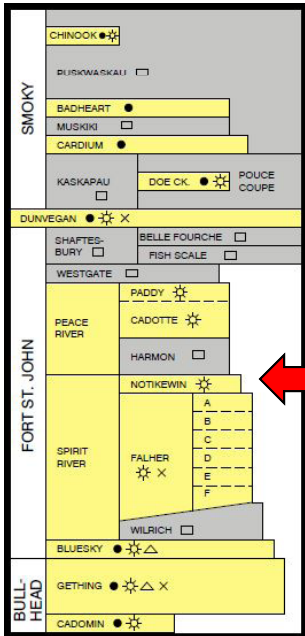 SMOKY
CHINOOK
PUSKWASKAU
BADHEART
MUSKIKI
CARDIUM
KASKAPAU
DOE CK.
POUCE
COUPE
DUNVEGAN
FORT ST. JOHN
SHAFTES-
BURY
BELLE FOURCHE
FISH SCALE
WESTGATE
PEACE
RIVER
PADDY
CADOTTE
HARMON
SPIRIT
RIVER
NOTIKEWIN
FALHER
A
B
C
D
E
F
WILRICH
BLUESKY
BULL-
HEAD
GETHING
CADOMIN